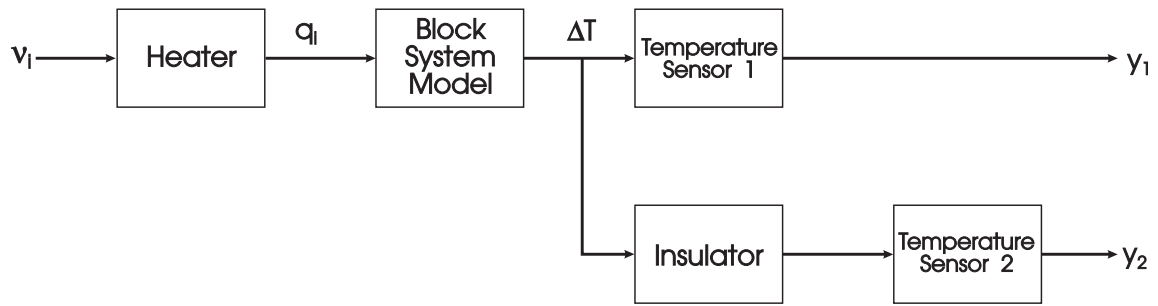 νi
Heater
qi
Block
System
Model
ΔT
Temperature
Sensor 1
y1
Insulator
Temperature
Sensor 2
y2